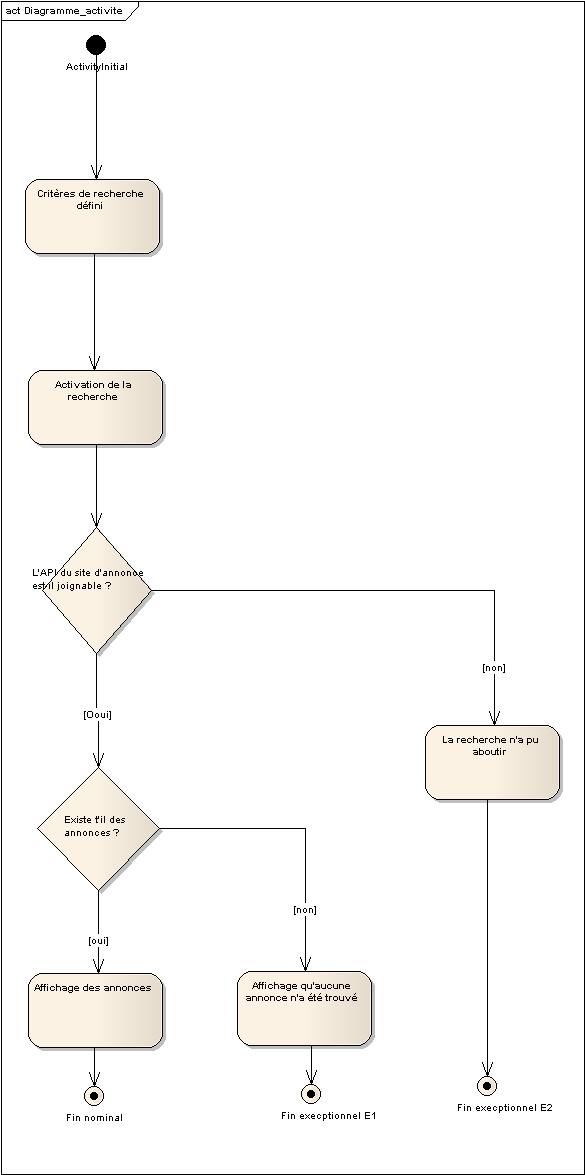 act Diagramme_activite
ActivityInitial
Critères de recherche
défini
Activation de la
recherche
L'API du site d'annonce
est il joignable ?
[non]
[Ooui]
La recherche n'a pu
aboutir
Existe t'il des
annonces ?
[non]
[oui]
Affichage des annonces
Affichage qu'aucune
annonce n'a été trouvé
Fin nominal
Fin execptionnel E1
Fin execptionnel E2